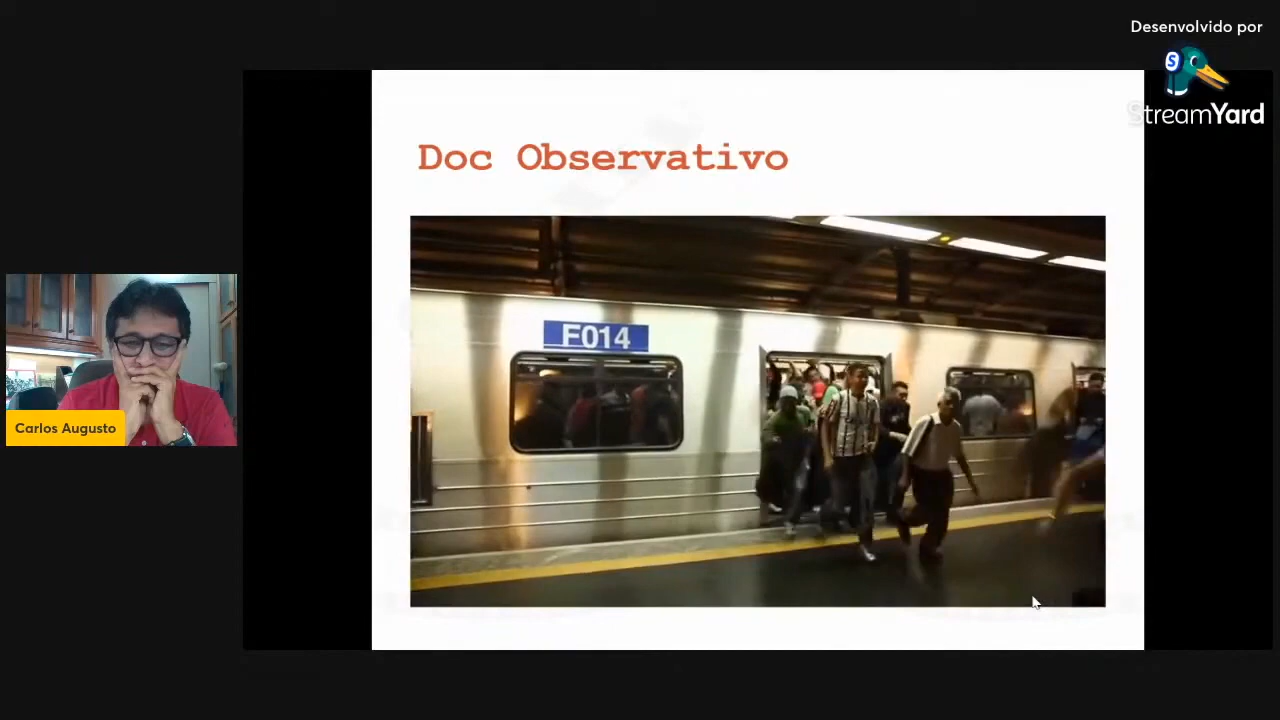 Desenvolvido por
StreamYard
Doc Observativo
F014
Carlos Augusto